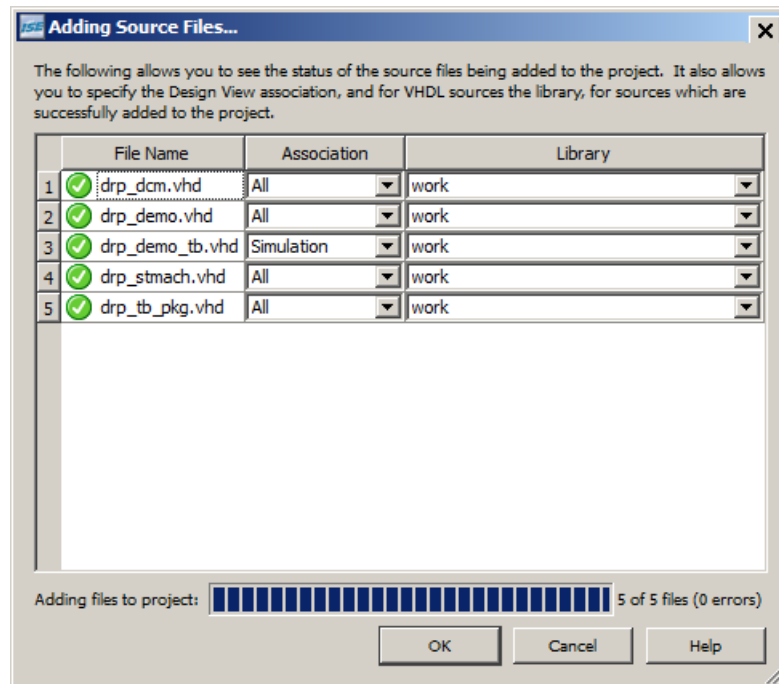 ISE Adding Source Files...
The following allows you to see the status of the source files being added to the project. It also allows
you to specify the Design View association, and for VHDL sources the library, for sources which are
successfully added to the project.
File Name Association Library
1 drp_dcm.vhd All work
2 drp_demo.vhd All work
3 drp_demo_tb.vhd Simulation work
4 drp_stmach.vhd All work
5 drp_tb_pkg.vhd All work
Adding files to project: 5 of 5 files (0 errors)
OK Cancel Help